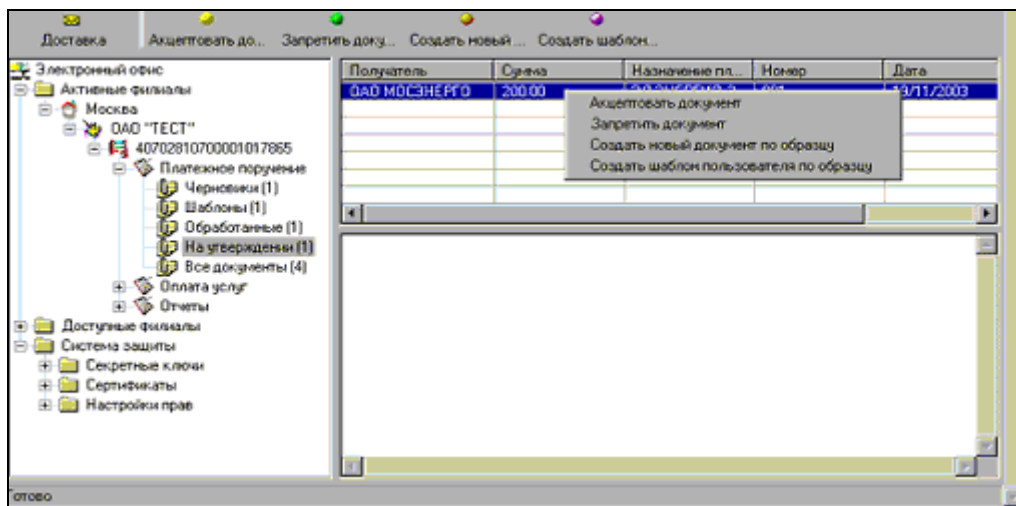 Доставка Акцептовать до... Запретить доку... Создать новый ... Создать шаблон...
Электронный офис
Активные филиалы
Москва
ОАО "ТЕСТ"
40702810700001017865
Платежное поручение
Черновики (1)
Шаблоны (1)
Обработанные (1)
На утверждении (1)
Все документы (4)
Оплата услуг
Отчеты
Доступные филиалы
Система защиты
Секретные ключи
Сертификаты
Настройки прав
Получатель Сумма Назначение пл... Номер Дата
ОАО МОСЭНЕРГО 200.00 19/11/2003
Акцептовать документ
Запретить документ
Создать новый документ по образцу
Создать шаблон пользователя по образцу
Готово